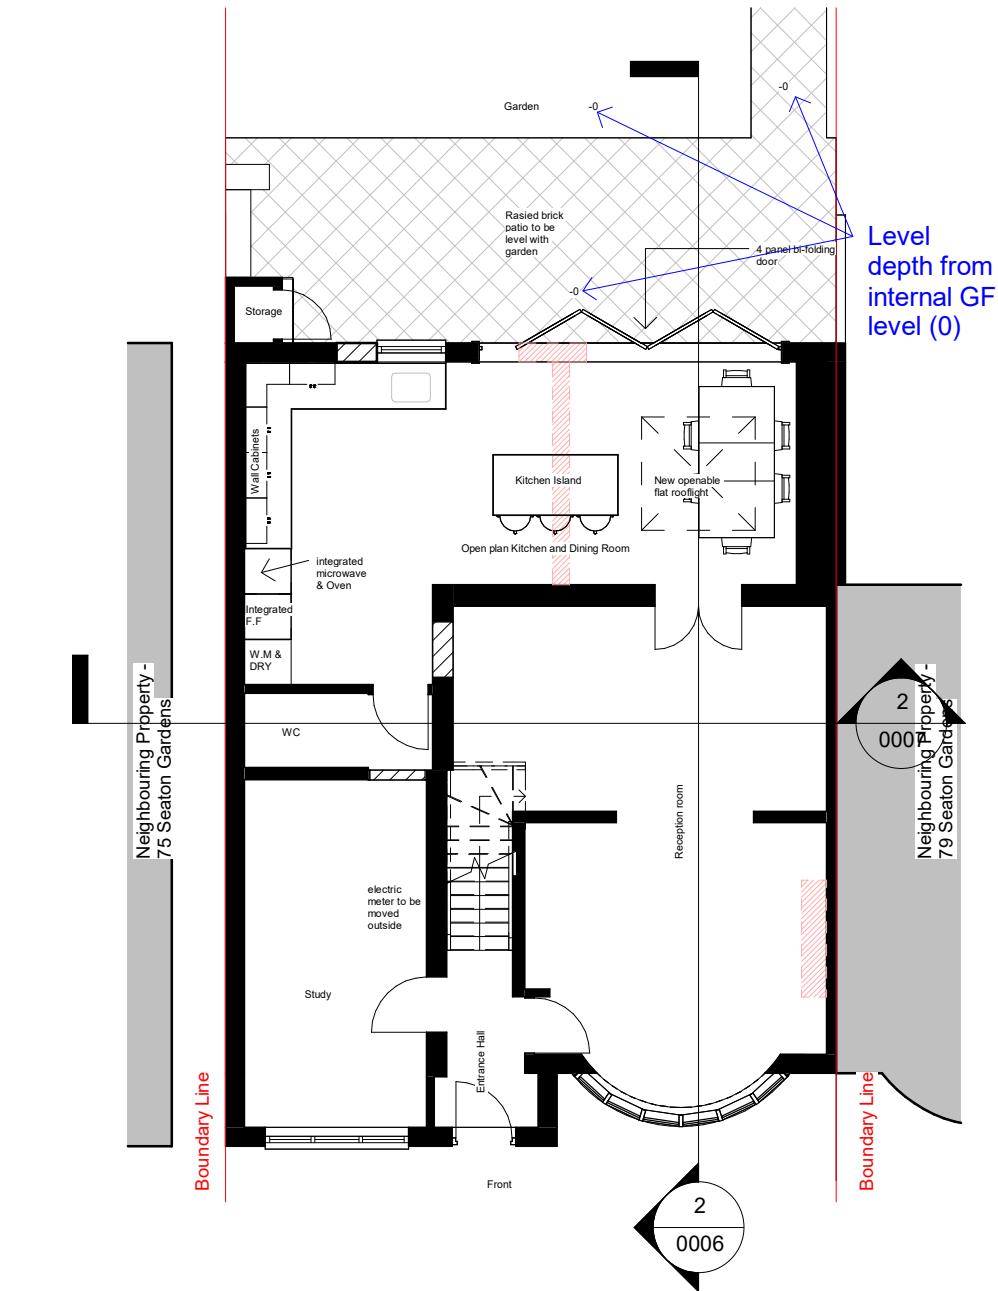 -0
Garden
-0
Rasied brick
patio to be
level with
garden
Level
depth from
internal GF
level (0)
4 panel bi-folding
door
-0
Storage
Wall Cabinets
Kitchen Island
New openable
flat rooflight
Open plan Kitchen and Dining Room
integrated
microwave
& Oven
Integrated
F.F
W.M &
DRY
WC
Neighbouring Property -
75 Seaton Gardens
Neighbouring Property -
79 Seaton Gardens
2
0007
Reception room
electric
meter to be
moved
outside
Study
Entrance Hall
Boundary Line
Boundary Line
Front
2
0006